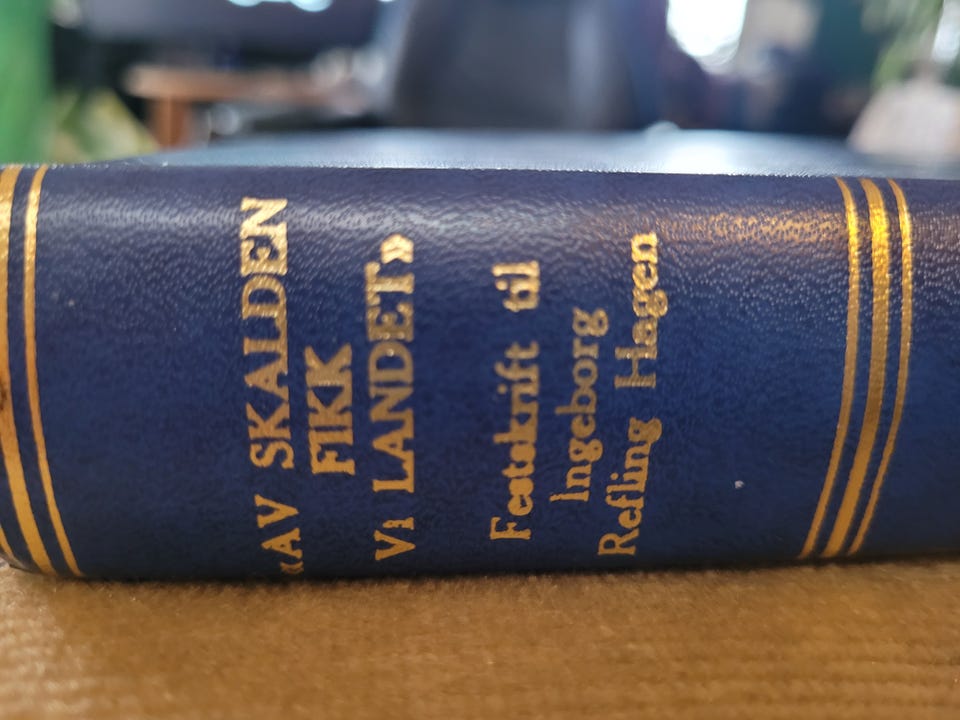 «AV SKALDEN
FIKK
VI LANDET»
Festskrift til
Ingeborg
Refling Hagen